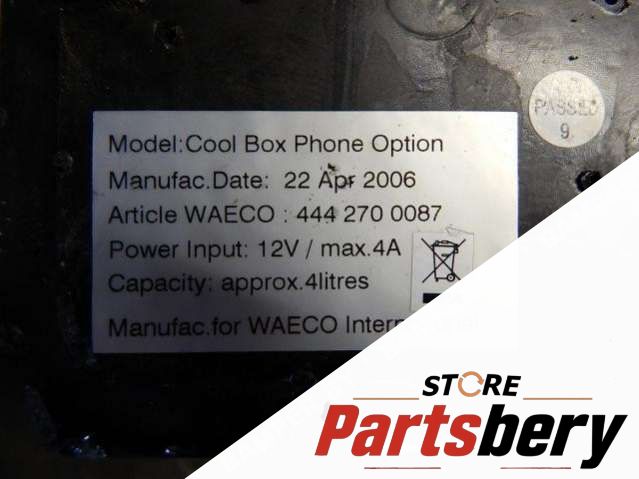 PASSED
9
Model:Cool Box Phone Option
Manufac.Date: 22 Apr 2006
Article WAECO : 444 270 0087
Power Input: 12V / max.4A
Capacity: approx.4litres
Manufac.for WAECO
STORE
Partsbery